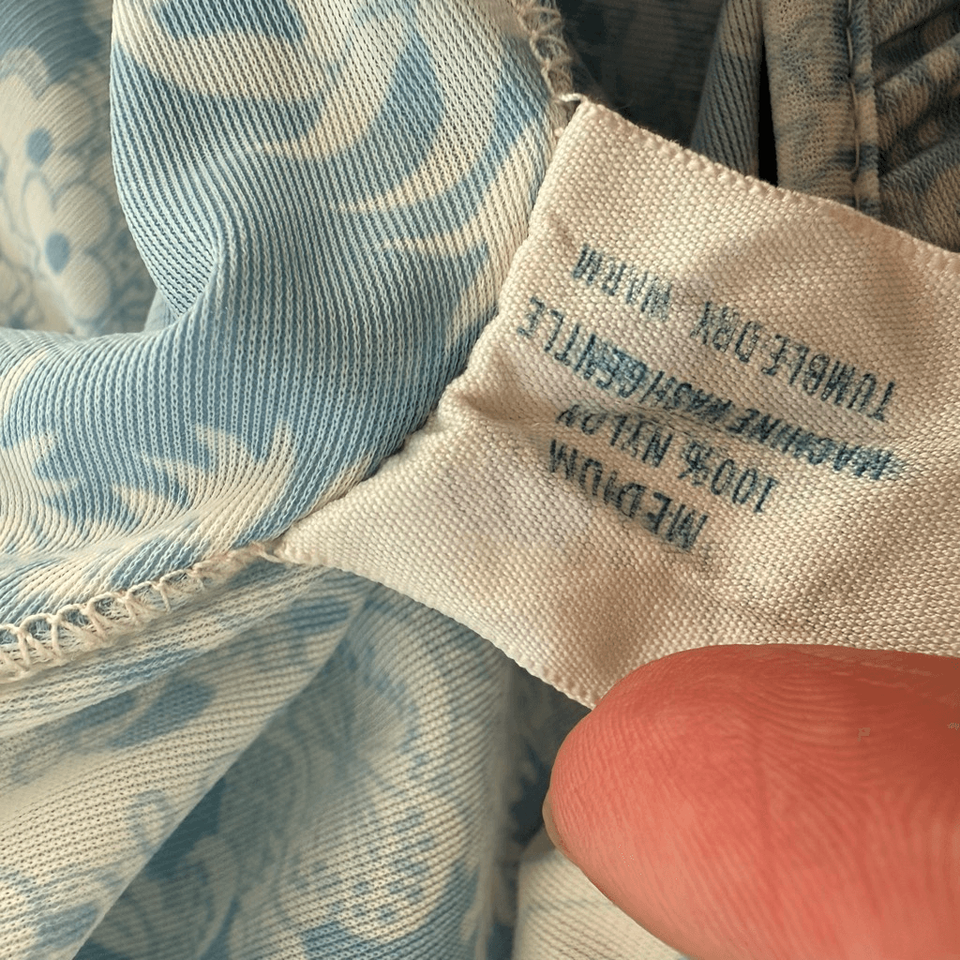 MEDIUM
100% NYLON
MACHINE WASH GENTLE
TUMBLE DRY WARM